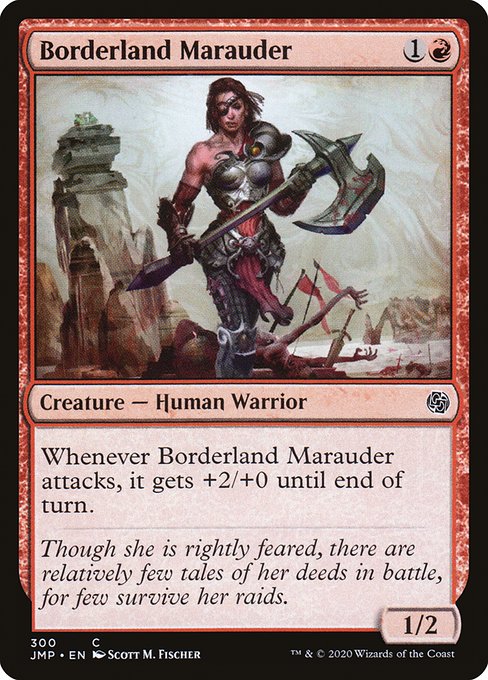 Borderland Marauder 1
Creature — Human Warrior
Whenever Borderland Marauder
attacks, it gets +2/+0 until end of
turn.
Though she is rightly feared, there are
relatively few tales of her deeds in battle,
for few survive her raids.
1/2
300 C
JMP • EN Scott M. Fischer
™ & © 2020 Wizards of the Coast